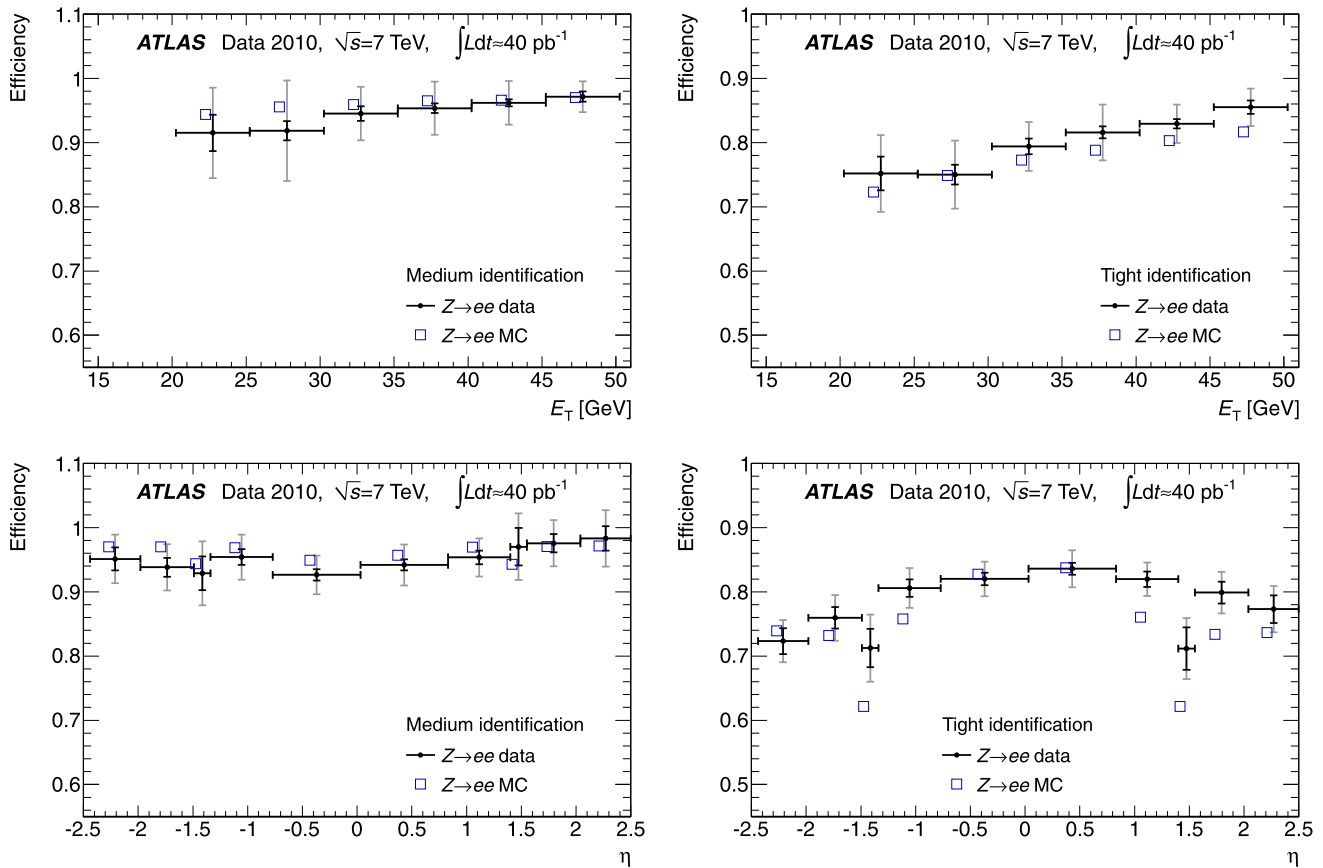 Efficiency
1.1
1
0.9
0.8
0.7
0.6
ATLAS Data 2010, √s=7 TeV, ∫Ldt≈40 pb-1
Medium identification
Z→ee data
Z→ee MC
15 20 25 30 35 40 45 50
ET [GeV]
Efficiency
1
0.9
0.8
0.7
0.6
0.5
ATLAS Data 2010, √s=7 TeV, ∫Ldt≈40 pb-1
Tight identification
Z→ee data
Z→ee MC
15 20 25 30 35 40 45 50
ET [GeV]
Efficiency
1.1
1
0.9
0.8
0.7
0.6
ATLAS Data 2010, √s=7 TeV, ∫Ldt≈40 pb-1
Medium identification
Z→ee data
Z→ee MC
-2.5 -2 -1.5 -1 -0.5 0 0.5 1 1.5 2 2.5
η
Efficiency
1
0.9
0.8
0.7
0.6
0.5
ATLAS Data 2010, √s=7 TeV, ∫Ldt≈40 pb-1
Tight identification
Z→ee data
Z→ee MC
-2.5 -2 -1.5 -1 -0.5 0 0.5 1 1.5 2 2.5
η